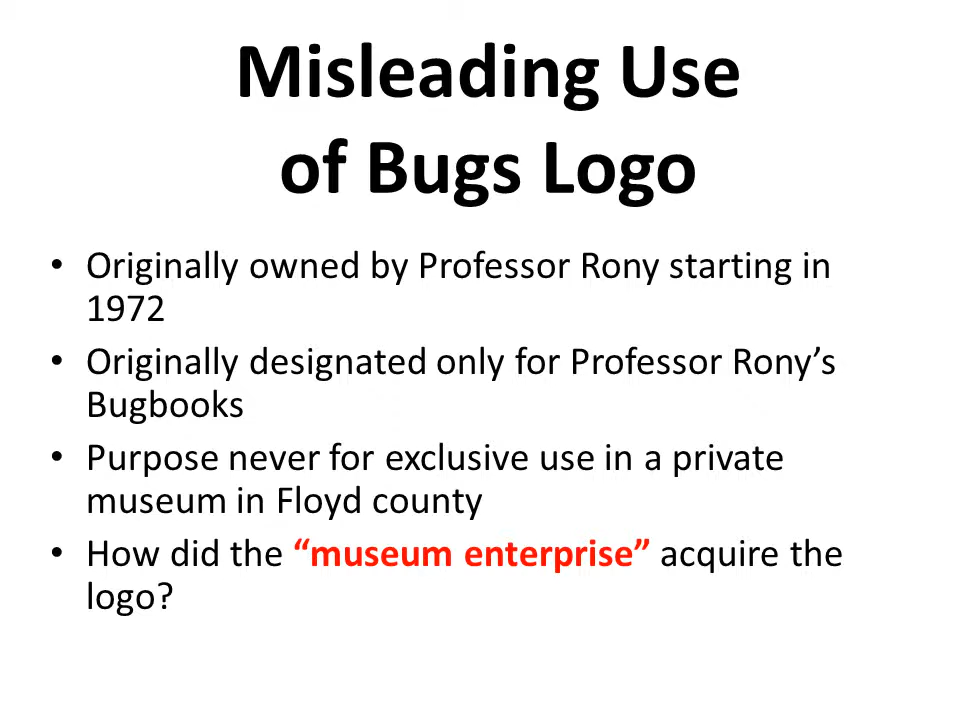 Misleading Use
of Bugs Logo
• Originally owned by Professor Rony starting in
1972
• Originally designated only for Professor Rony’s
Bugbooks
• Purpose never for exclusive use in a private
museum in Floyd county
• How did the “museum enterprise” acquire the
logo?